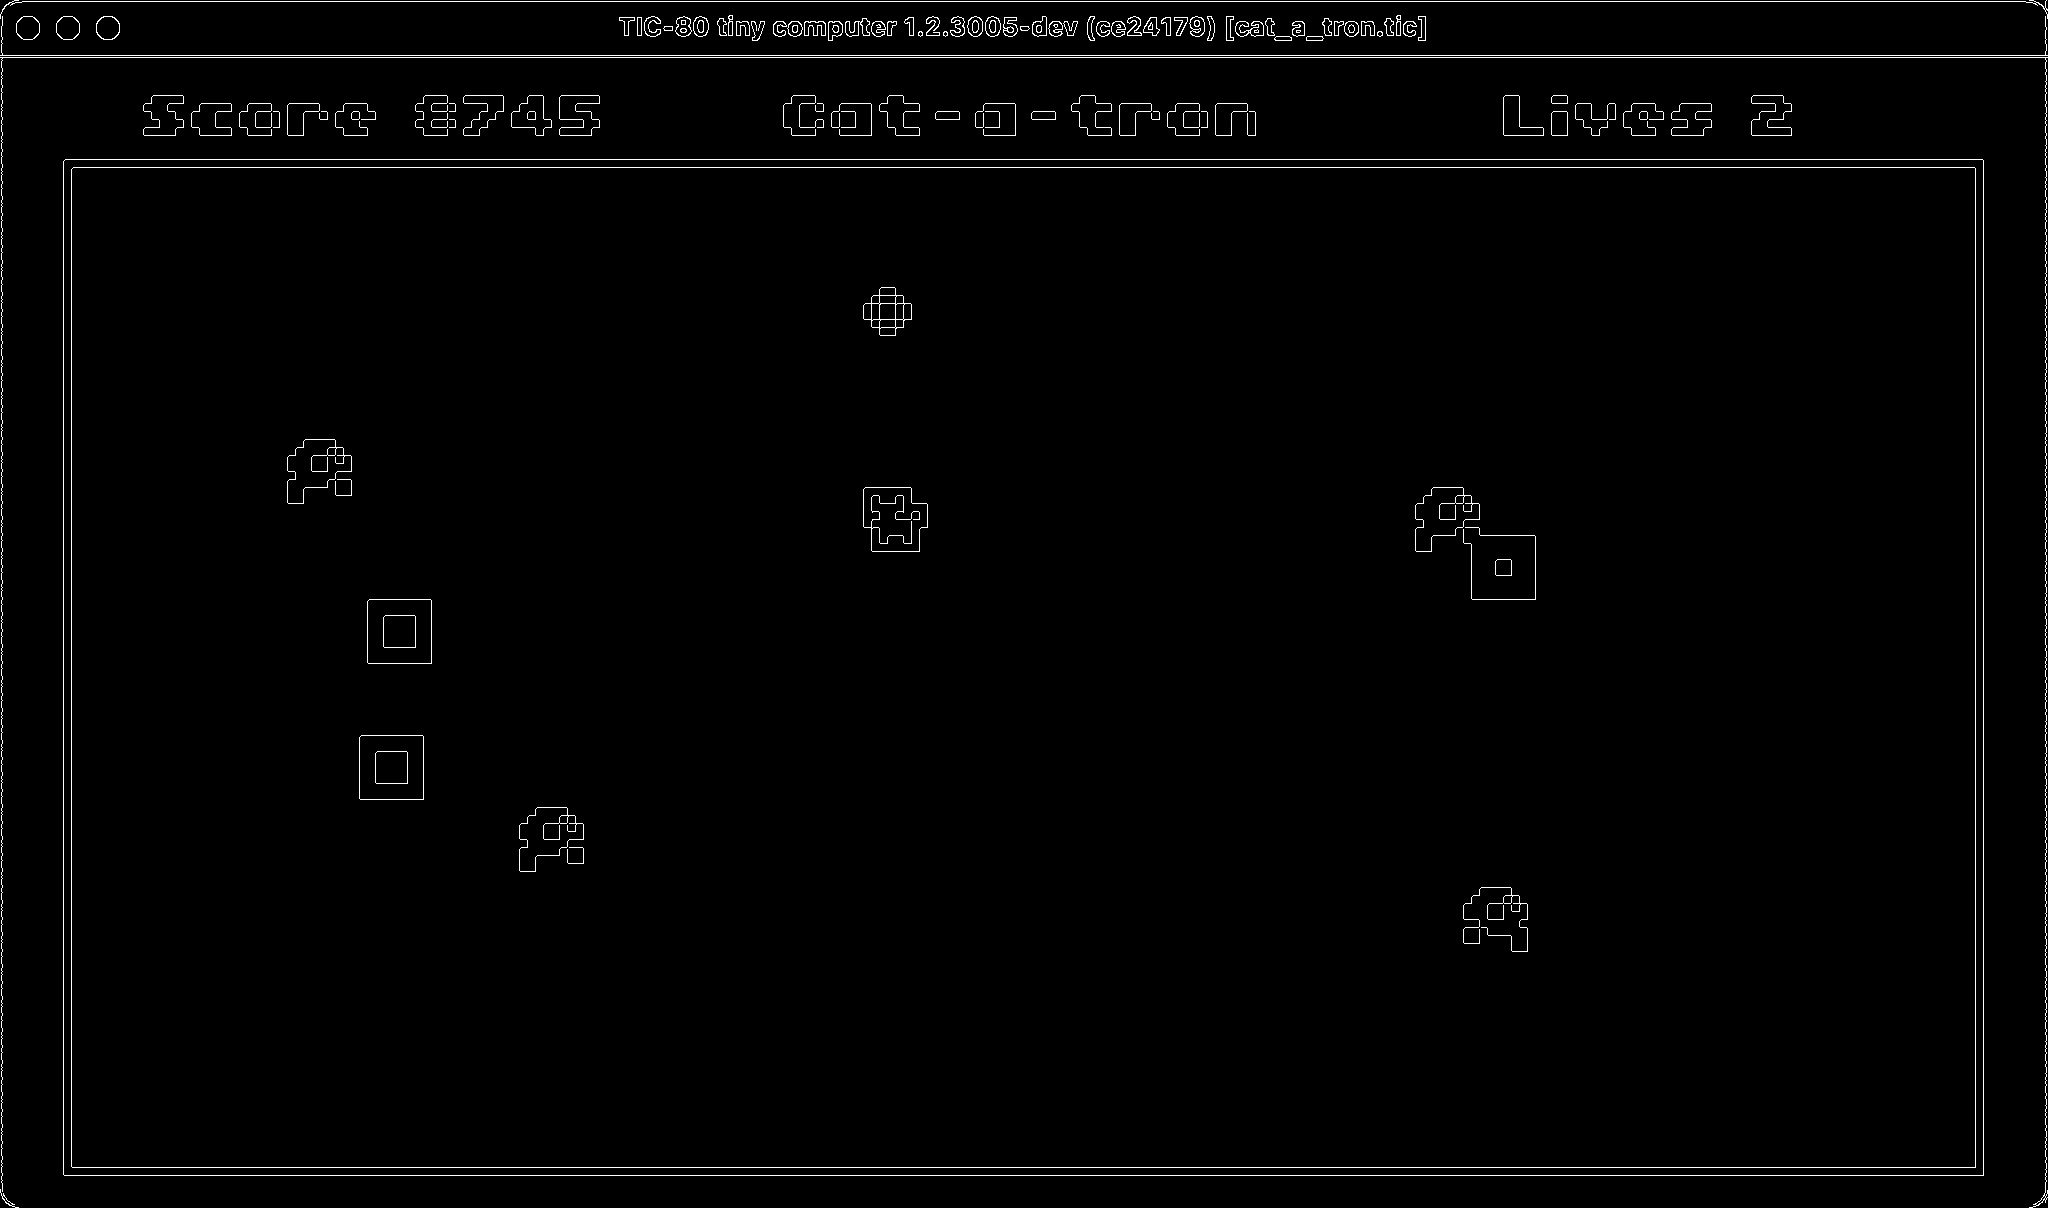 TIC-80 tiny computer 1.2.3005-dev (ce24179) [cat_a_tron.tic]
Score 8745 Cat-a-tron Lives 2